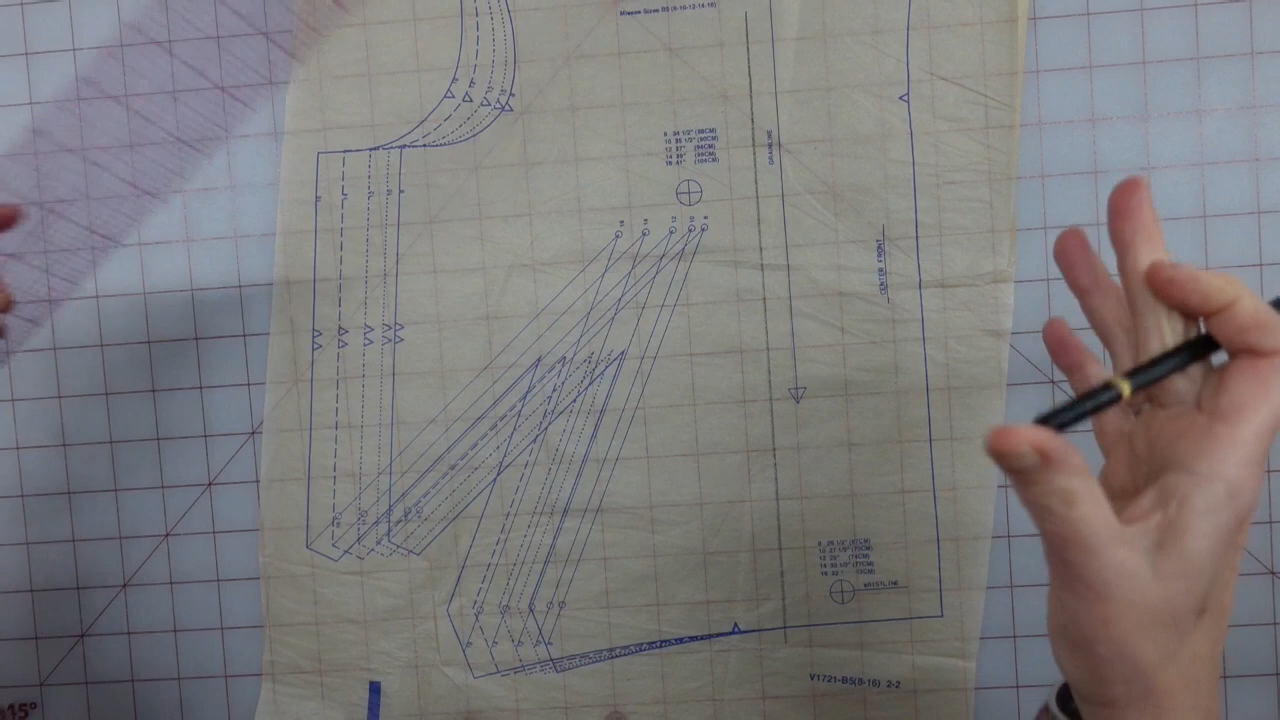 Misses Sizes B5 (8-10-12-14-16)
8 34 1/2" (88CM)
10 35 1/2" (90CM)
12 37" (94CM)
14 39" (99CM)
16 41" (104CM)
GRAINLINE
16
14
12
10
8
CENTER FRONT
8 26 1/2" (67CM)
10 27 1/2" (70CM)
12 29" (74CM)
14 30 1/2" (77CM)
16 32
WAISTLINE
V1721-B5(8-16) 2-2
15°